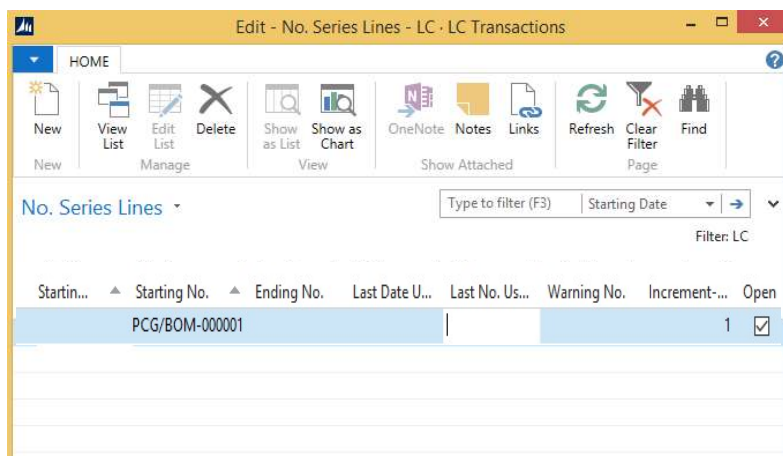 Edit - No. Series Lines - LC · LC Transactions
HOME
New
View List
Edit List
Delete
Show as List
Show as Chart
OneNote
Notes
Links
Refresh
Clear Filter
Find
New
Manage
View
Show Attached
Page
No. Series Lines
Type to filter (F3)
Starting Date
Filter: LC
Startin... Starting No. Ending No. Last Date U... Last No. Us... Warning No. Increment-... Open
PCG/BOM-000001 1